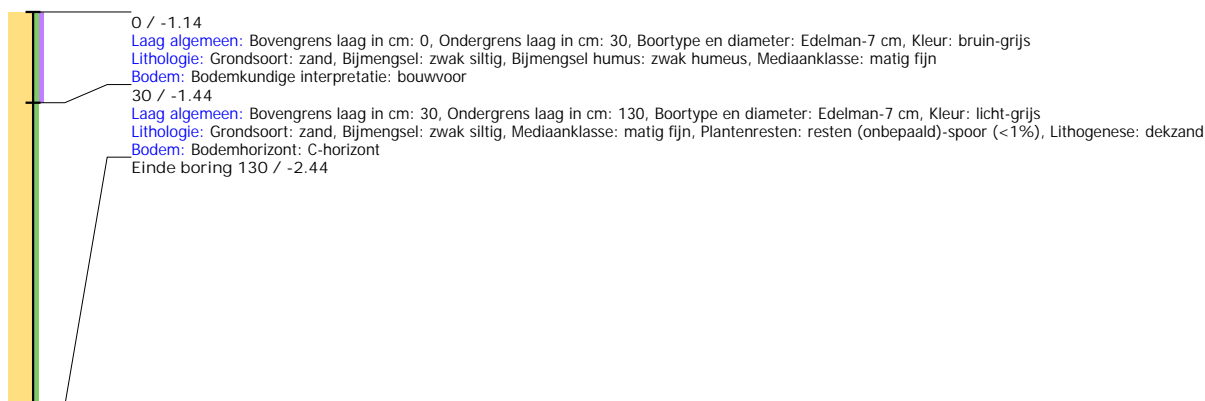 0 / -1.14
Laag algemeen: Bovengrens laag in cm: 0, Ondergrens laag in cm: 30, Boortype en diameter: Edelman-7 cm, Kleur: bruin-grijs
Lithologie: Grondsoort: zand, Bijmengsel: zwak siltig, Bijmengsel humus: zwak humeus, Mediaanklasse: matig fijn
Bodem: Bodemkundige interpretatie: bouwvoor
30 / -1.44
Laag algemeen: Bovengrens laag in cm: 30, Ondergrens laag in cm: 130, Boortype en diameter: Edelman-7 cm, Kleur: licht-grijs
Lithologie: Grondsoort: zand, Bijmengsel: zwak siltig, Mediaanklasse: matig fijn, Plantenresten: resten (onbepaald)-spoor (<1%), Lithogenese: dekzand
Bodem: Bodemhorizont: C-horizont
Einde boring 130 / -2.44